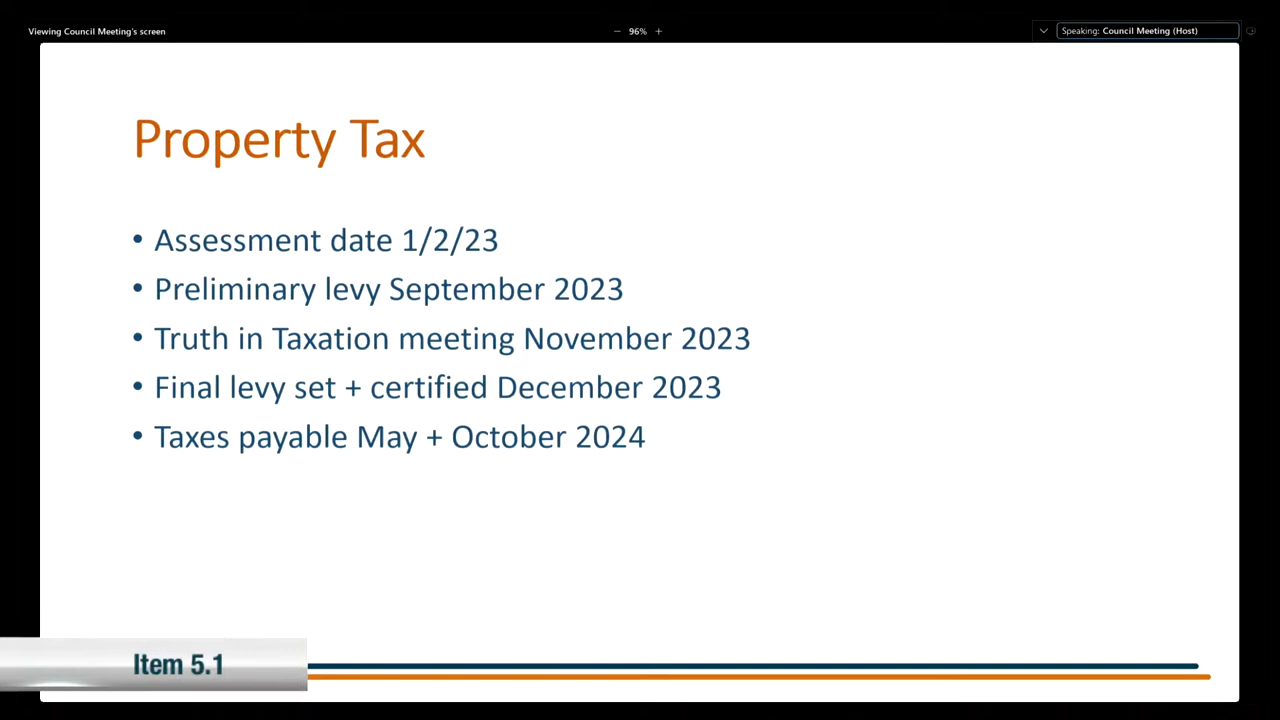 Viewing Council Meeting's screen
− 96% +
Speaking: Council Meeting (Host)
Property Tax
• Assessment date 1/2/23
• Preliminary levy September 2023
• Truth in Taxation meeting November 2023
• Final levy set + certified December 2023
• Taxes payable May + October 2024
Item 5.1